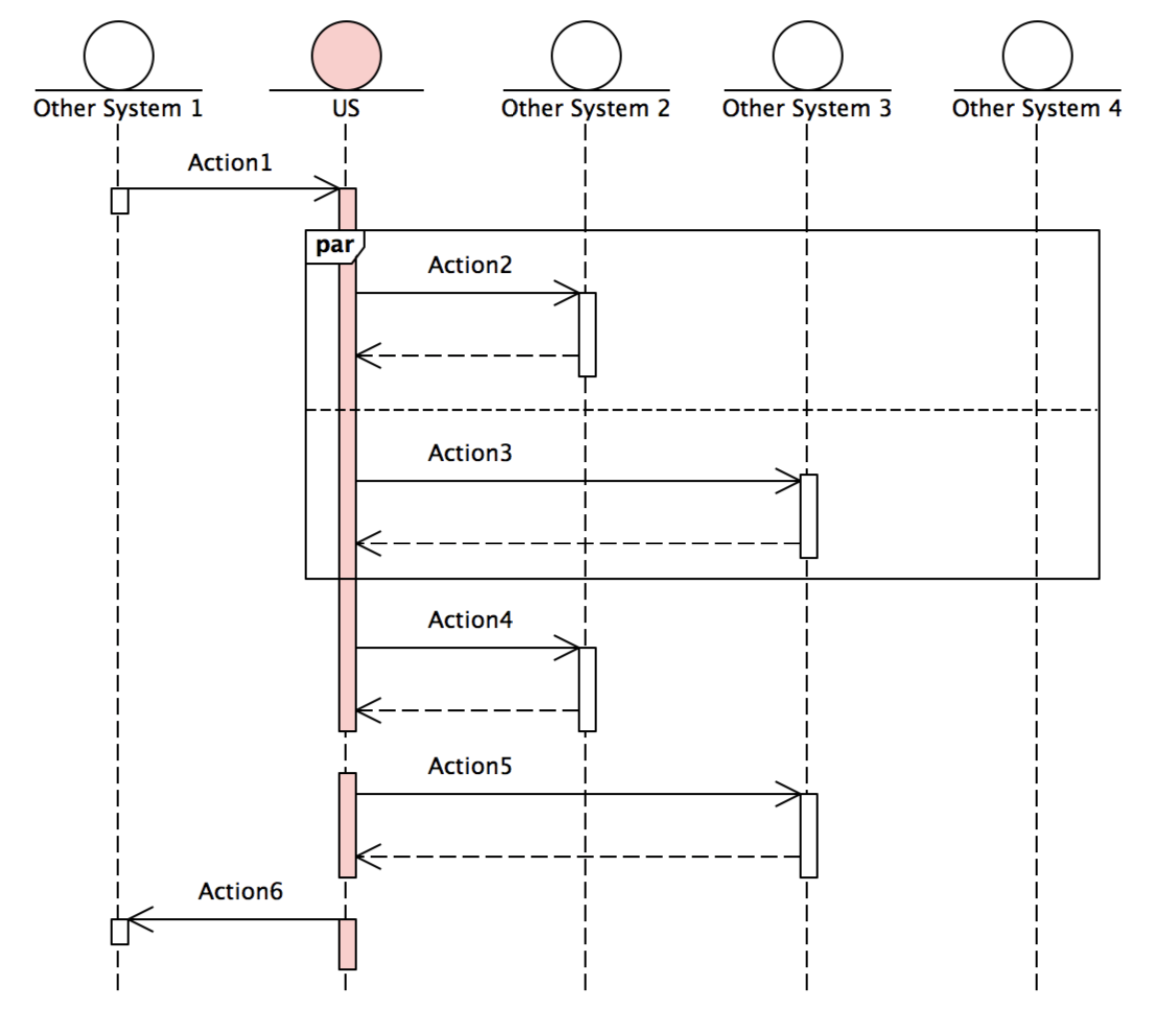 Other System 1
US
Other System 2
Other System 3
Other System 4
Action1
par
Action2
Action3
Action4
Action5
Action6